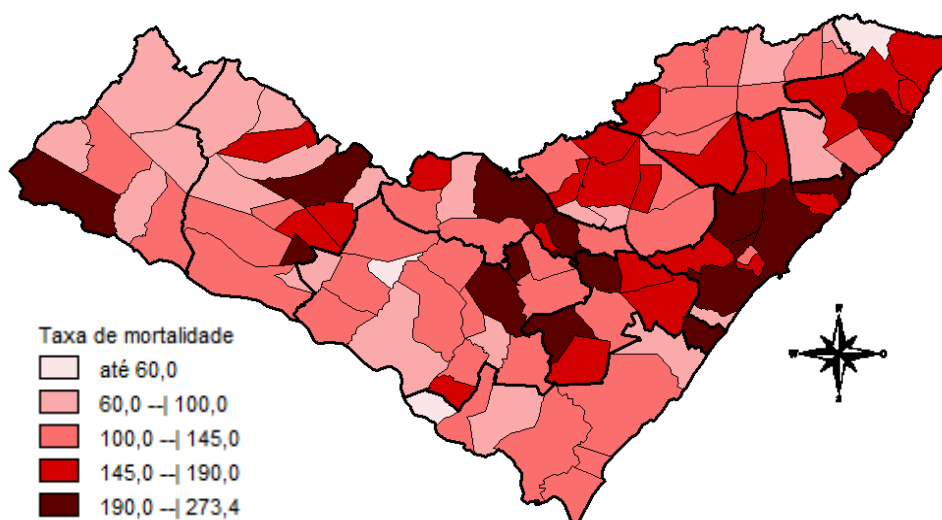 Taxa de mortalidade
até 60,0
60,0 --| 100,0
100,0 --| 145,0
145,0 --| 190,0
190,0 --| 273,4
W
O